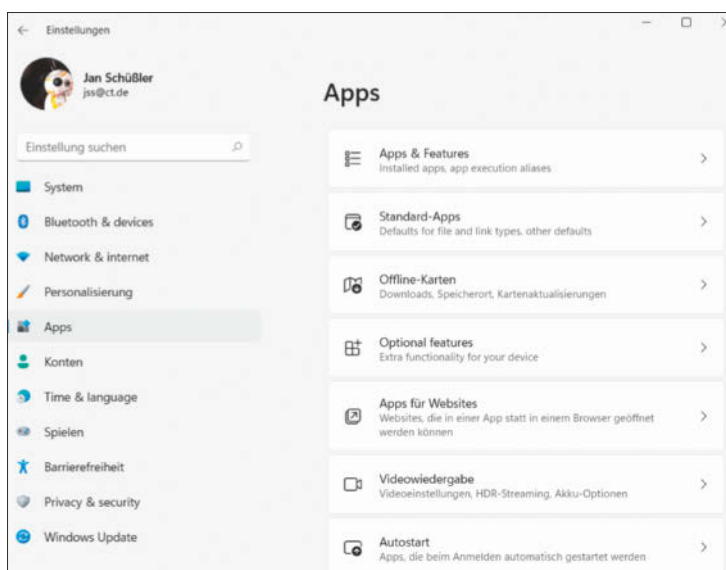 Einstellungen
Jan Schüßler
jss@ct.de
Einstellung suchen
System
Bluetooth & devices
Network & internet
Personalisierung
Apps
Konten
Time & language
Spielen
Barrierefreiheit
Privacy & security
Windows Update
Apps
Apps & Features
Installed apps, app execution aliases
Standard-Apps
Defaults for file and link types, other defaults
Offline-Karten
Downloads, Speicherort, Kartenaktualisierungen
Optional features
Extra functionality for your device
Apps für Websites
Websites, die in einer App statt in einem Browser geöffnet
werden können
Videowiedergabe
Videoeinstellungen, HDR-Streaming, Akku-Optionen
Autostart
Apps, die beim Anmelden automatisch gestartet werden